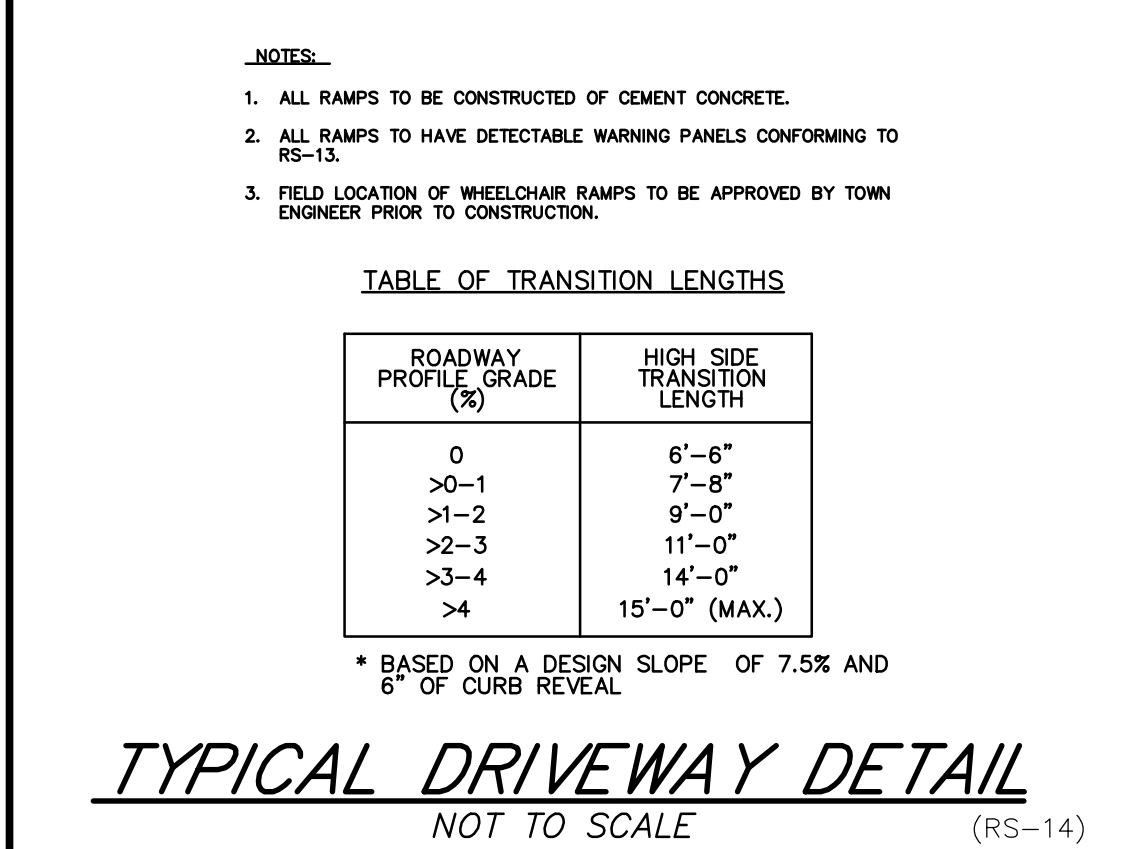 NOTES:
1. ALL RAMPS TO BE CONSTRUCTED OF CEMENT CONCRETE.
2. ALL RAMPS TO HAVE DETECTABLE WARNING PANELS CONFORMING TO
RS-13.
3. FIELD LOCATION OF WHEELCHAIR RAMPS TO BE APPROVED BY TOWN
ENGINEER PRIOR TO CONSTRUCTION.
TABLE OF TRANSITION LENGTHS
ROADWAY PROFILE GRADE (%) HIGH SIDE TRANSITION LENGTH
0 6'-6"
>0-1 7'-8"
>1-2 9'-0"
>2-3 11'-0"
>3-4 14'-0"
>4 15'-0" (MAX.)
* BASED ON A DESIGN SLOPE OF 7.5% AND
6" OF CURB REVEAL
TYPICAL DRIVEWAY DETAIL
NOT TO SCALE (RS-14)